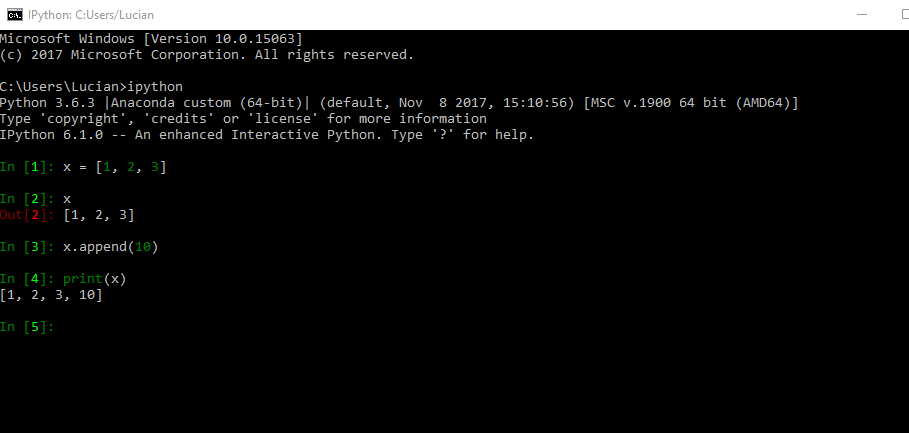 IPython: C:Users/Lucian
Microsoft Windows [Version 10.0.15063]
(c) 2017 Microsoft Corporation. All rights reserved.
C:\Users\Lucian>ipython
Python 3.6.3 |Anaconda custom (64-bit)| (default, Nov  8 2017, 15:10:56) [MSC v.1900 64 bit (AMD64)]
Type 'copyright', 'credits' or 'license' for more information
IPython 6.1.0 -- An enhanced Interactive Python. Type '?' for help.
In [1]: x = [1, 2, 3]
In [2]: x
Out[2]: [1, 2, 3]
In [3]: x.append(10)
In [4]: print(x)
[1, 2, 3, 10]
In [5]: